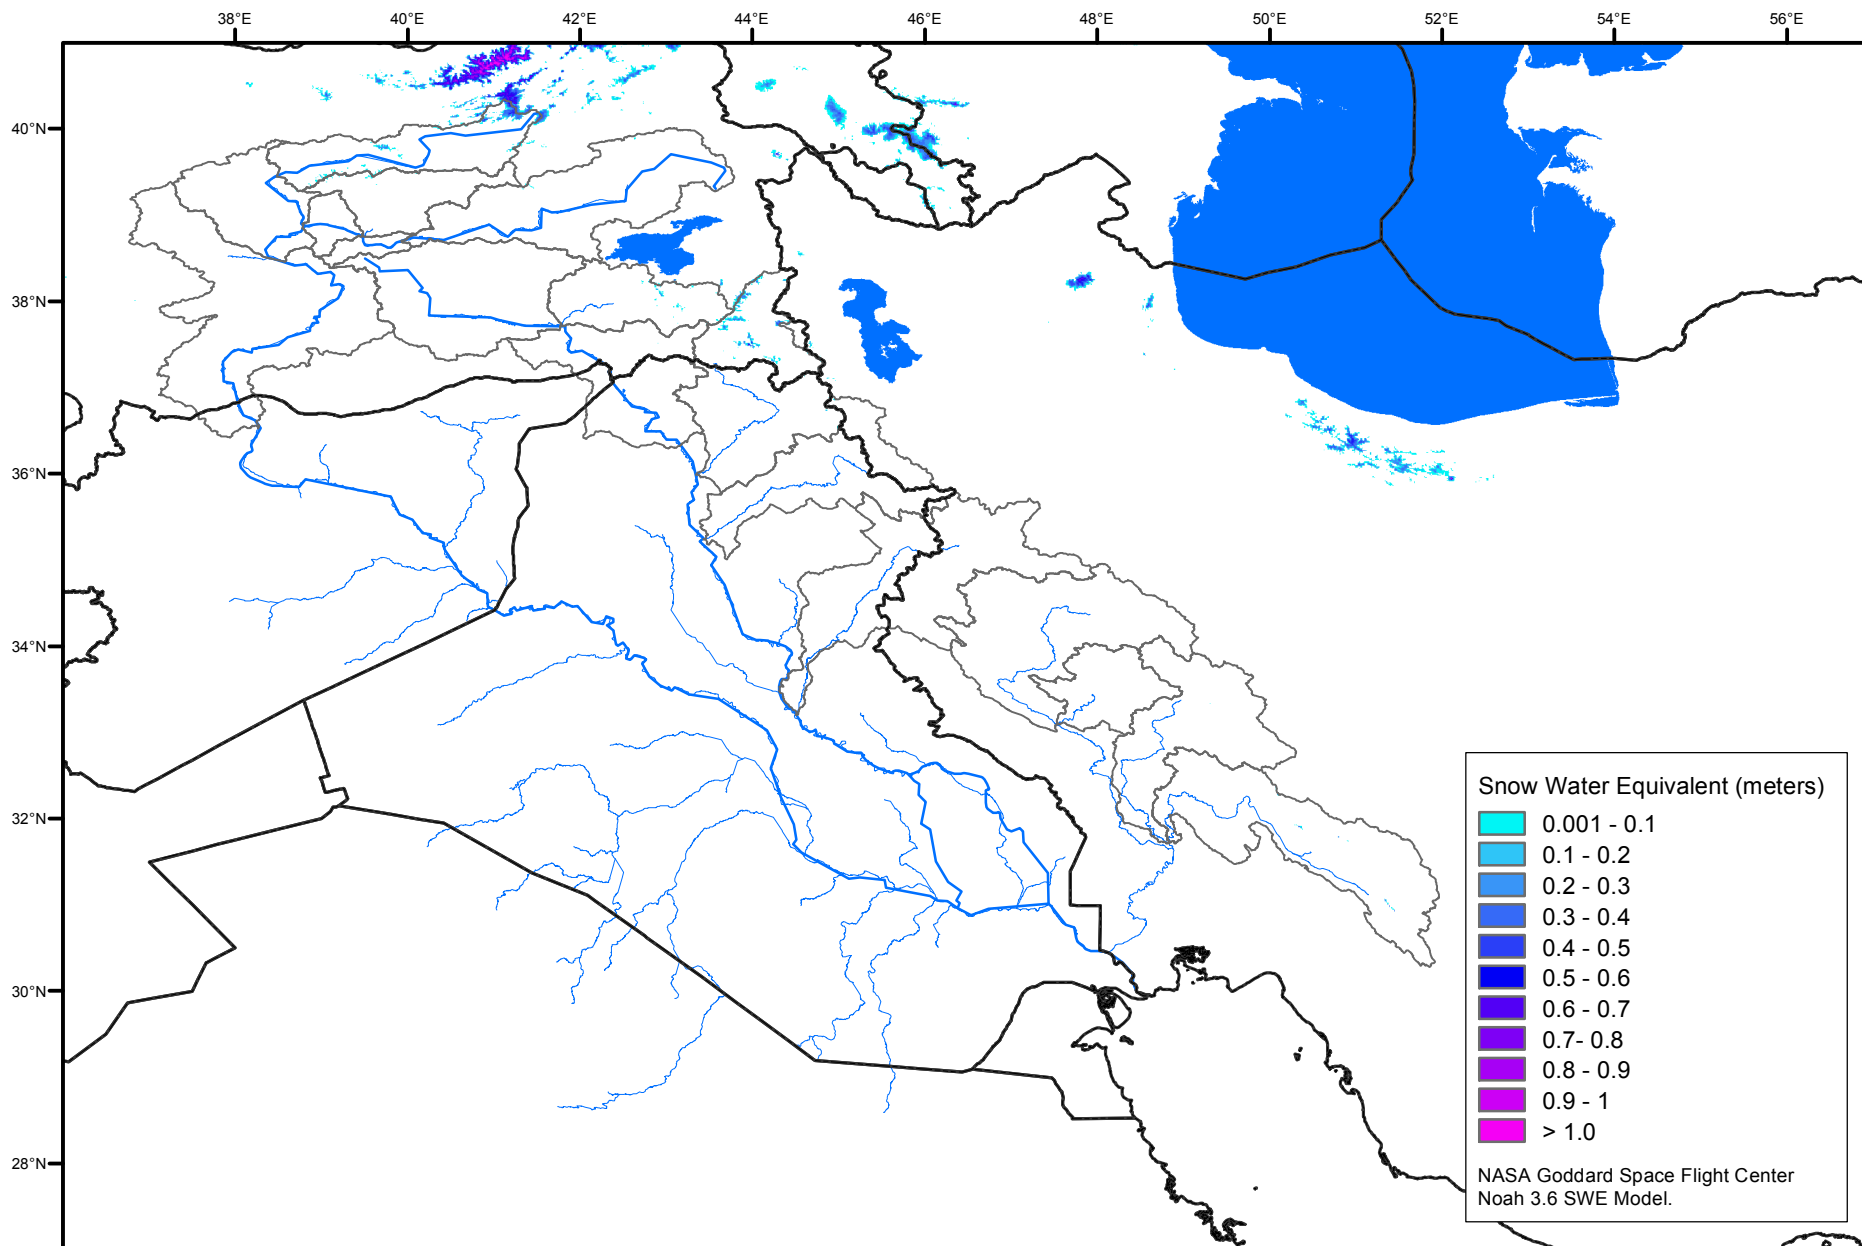 38°E 40°E 42°E 44°E 46°E 48°E 50°E 52°E 54°E 56°E
40°N
38°N
36°N
34°N
32°N
30°N
28°N
Snow Water Equivalent (meters)
0.001 - 0.1
0.1 - 0.2
0.2 - 0.3
0.3 - 0.4
0.4 - 0.5
0.5 - 0.6
0.6 - 0.7
0.7- 0.8
0.8 - 0.9
0.9 - 1
> 1.0
NASA Goddard Space Flight Center
Noah 3.6 SWE Model.